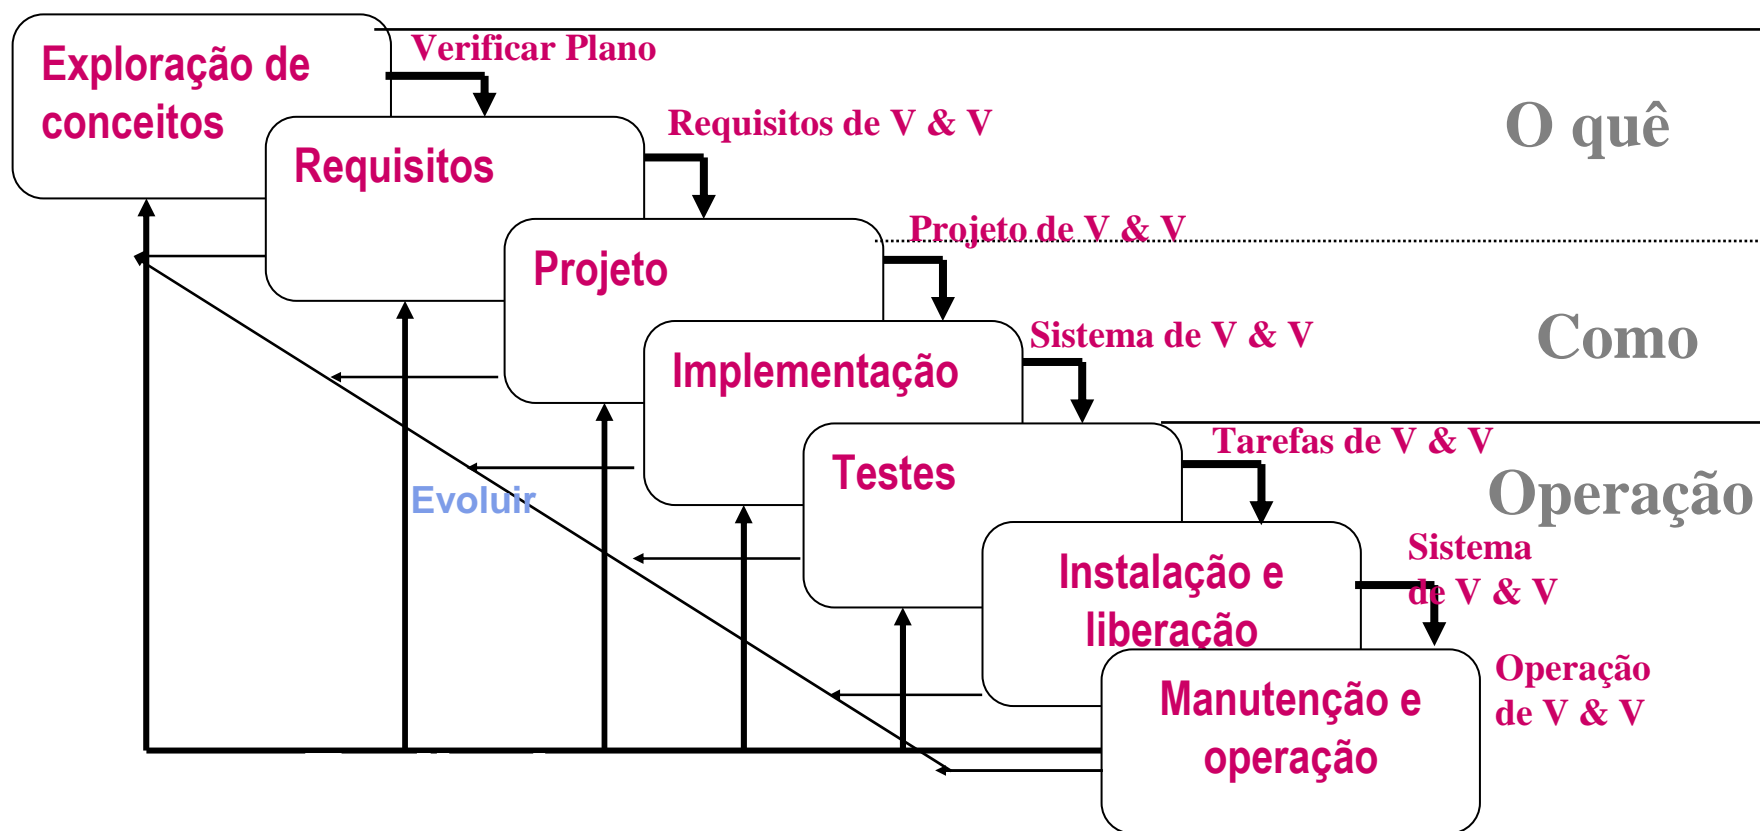 Exploração de
conceitos
Verificar Plano
Requisitos
Requisitos de V & V
O quê
Projeto
Projeto de V & V
Implementação
Sistema de V & V
Como
Testes
Tarefas de V & V
Operação
Evoluir
Instalação e
liberação
Sistema
de V & V
Manutenção e
operação
Operação
de V & V